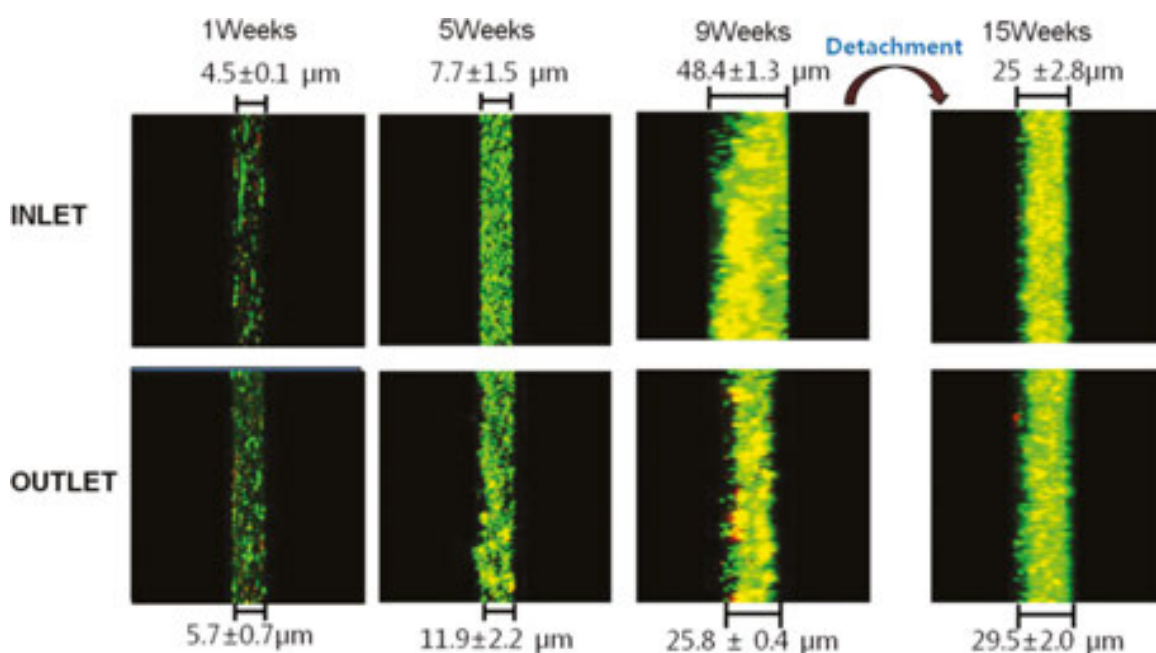 1Weeks 5Weeks 9Weeks Detachment 15Weeks
4.5±0.1 μm 7.7±1.5 μm 48.4±1.3 μm 25 ±2.8μm
INLET
OUTLET
5.7±0.7μm 11.9±2.2 μm 25.8 ± 0.4 μm 29.5±2.0 μm